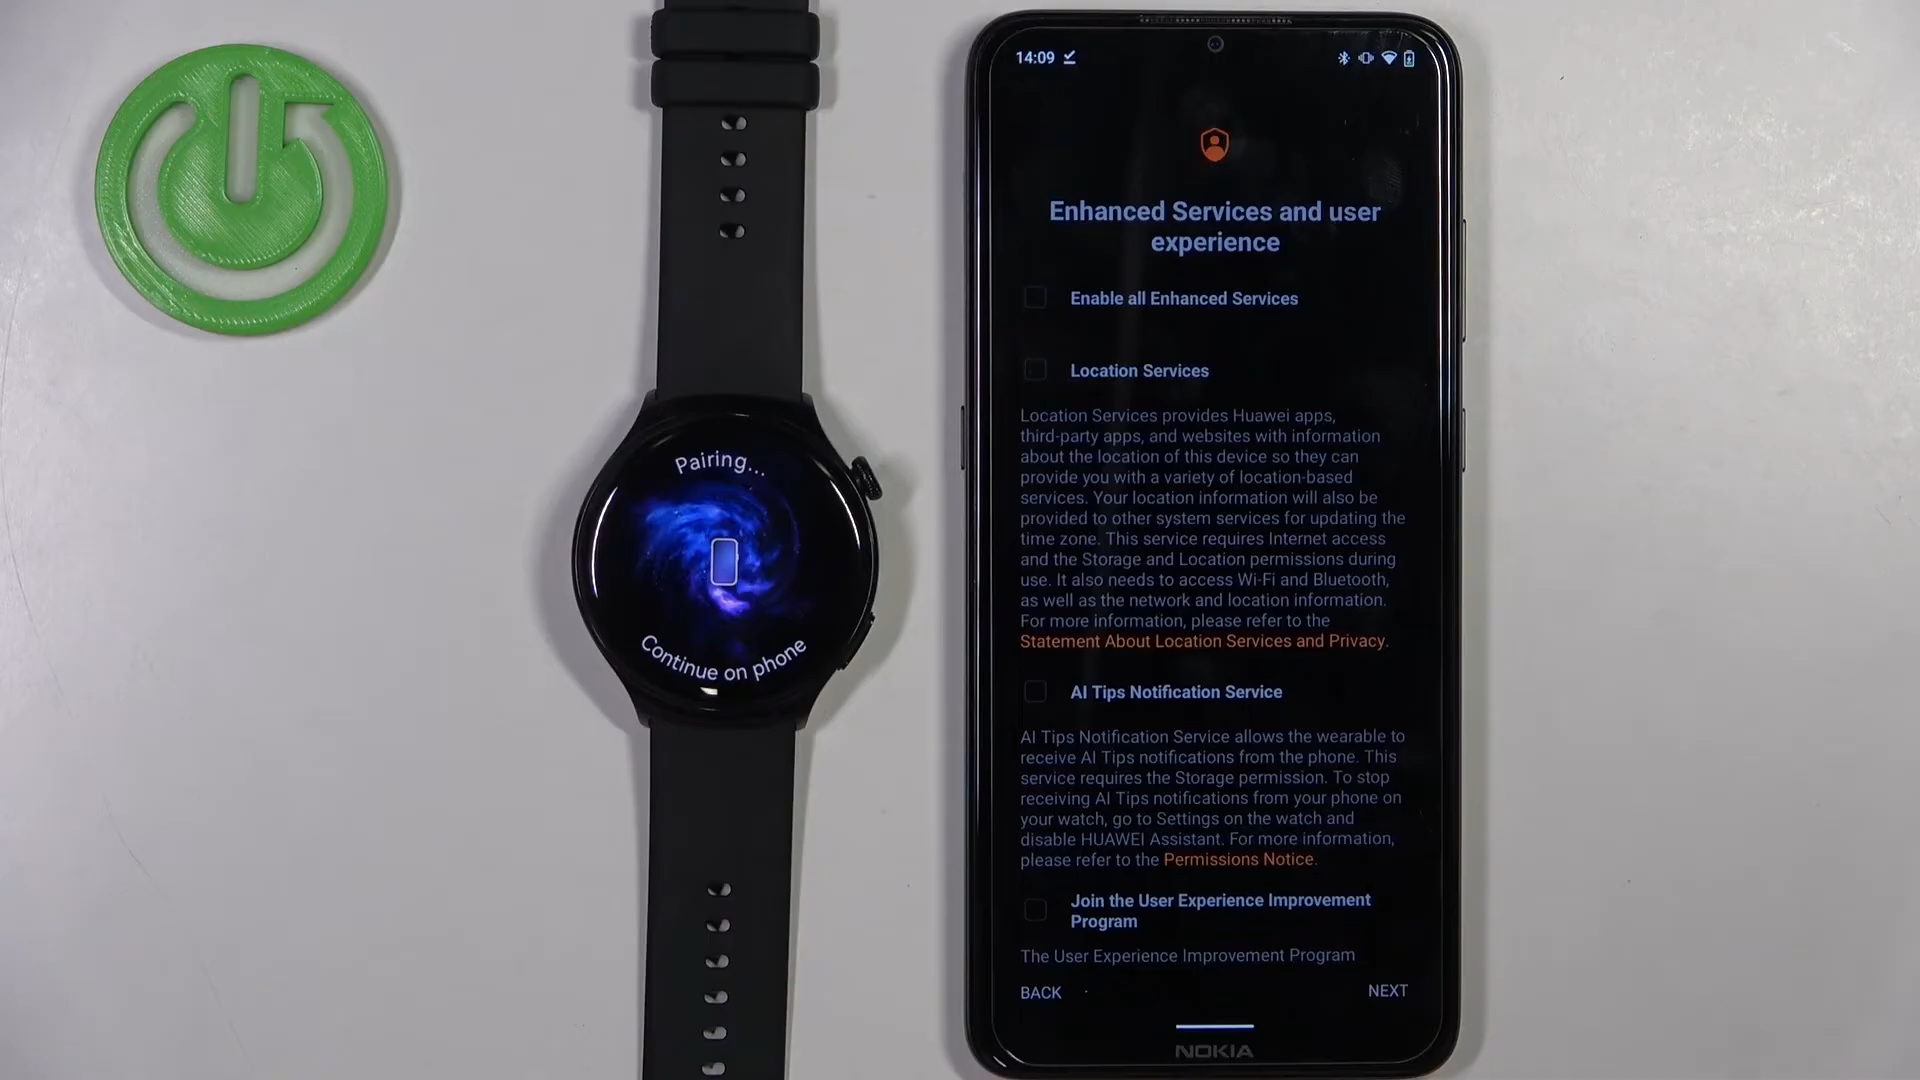 Pairing...
Continue on phone
14:09
Enhanced Services and user
experience
Enable all Enhanced Services
Location Services
Location Services provides Huawei apps,
third-party apps, and websites with information
about the location of this device so they can
provide you with a variety of location-based
services. Your location information will also be
provided to other system services for updating the
time zone. This service requires Internet access
and the Storage and Location permissions during
use. It also needs to access Wi-Fi and Bluetooth,
as well as the network and location information.
For more information, please refer to the
Statement About Location Services and Privacy.
AI Tips Notification Service
AI Tips Notification Service allows the wearable to
receive AI Tips notifications from the phone. This
service requires the Storage permission. To stop
receiving AI Tips notifications from your phone on
your watch, go to Settings on the watch and
disable HUAWEI Assistant. For more information,
please refer to the Permissions Notice.
Join the User Experience Improvement
Program
The User Experience Improvement Program
BACK NEXT
NOKIA